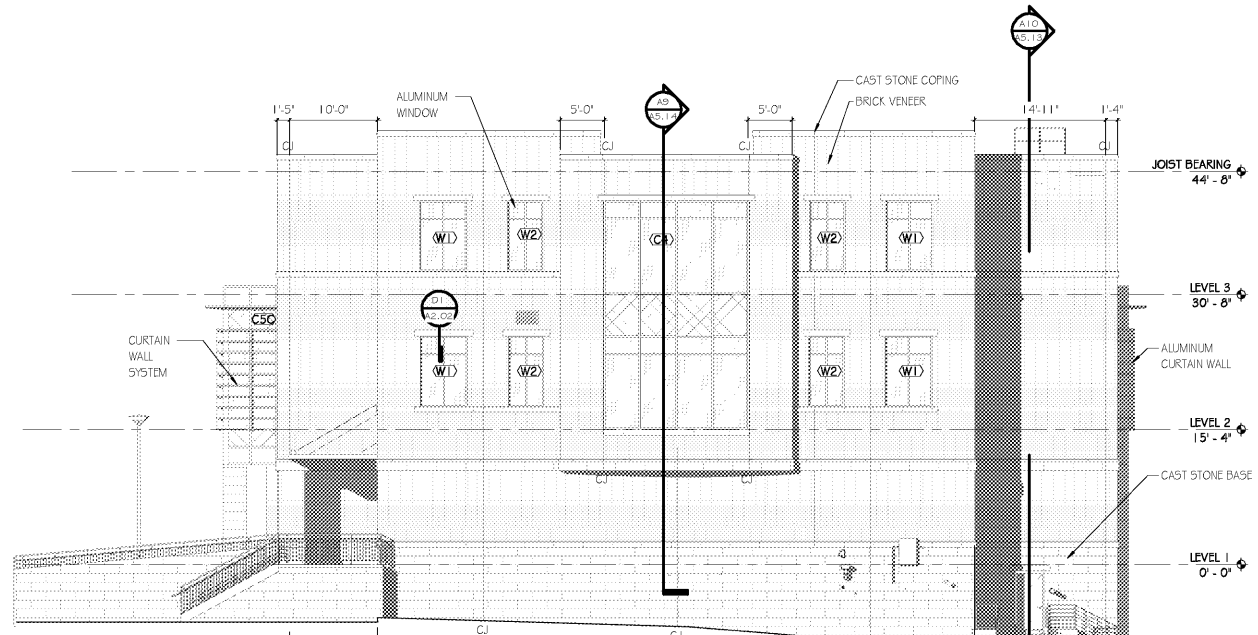 A10
A5.13
CAST STONE COPING
BRICK VENEER
ALUMINUM
WINDOW
A9
A5.14
1'-5"
10'-0"
5'-0"
5'-0"
14'-11"
1'-4"
CJ
CJ
CJ
CJ
JOIST BEARING
44' - 8"
W1
W2
C4
W2
W1
LEVEL 3
30' - 8"
D1
A2.02
CURTAIN
WALL
SYSTEM
W1
W2
W2
W1
ALUMINUM
CURTAIN WALL
LEVEL 2
15' - 4"
CJ
CJ
CAST STONE BASE
LEVEL 1
0' - 0"
CJ